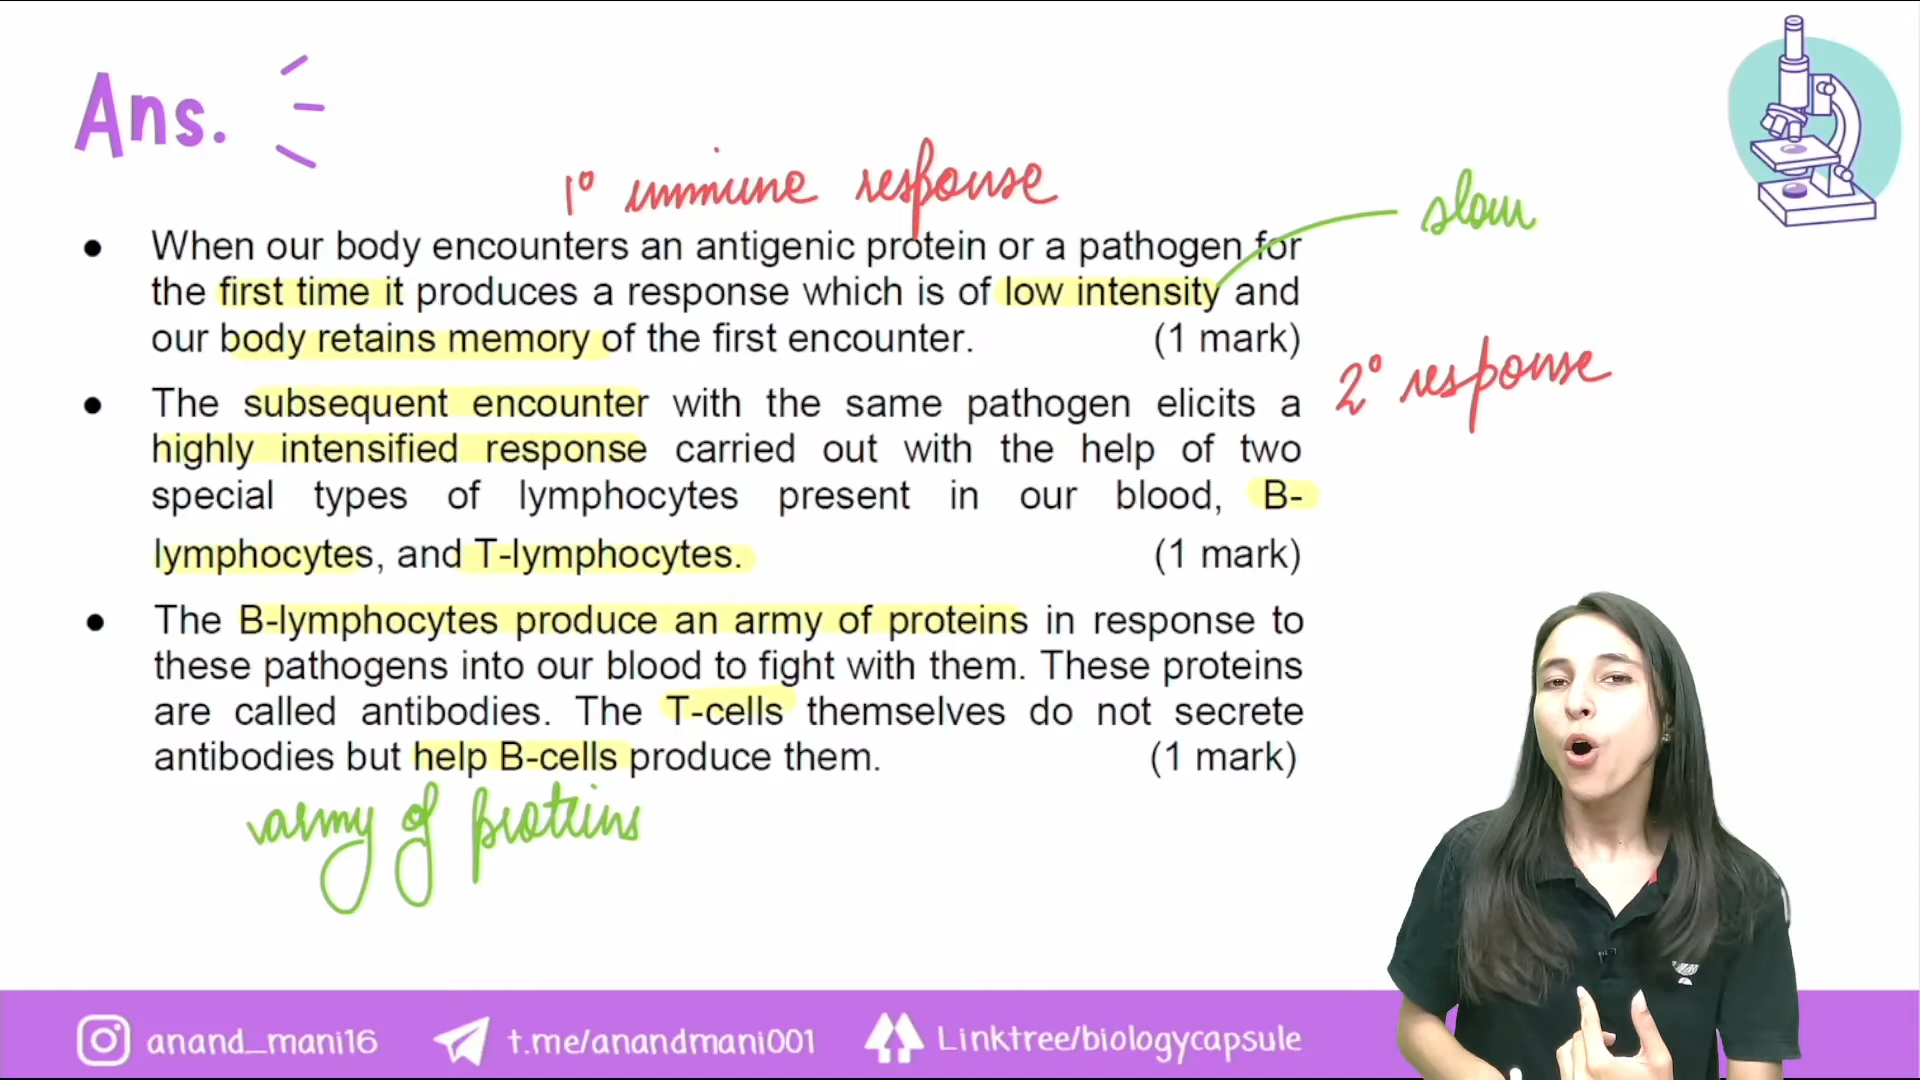 Ans.
1° immune response
slow
● When our body encounters an antigenic protein or a pathogen for
the first time it produces a response which is of low intensity and
our body retains memory of the first encounter. (1 mark)
2° response
● The subsequent encounter with the same pathogen elicits a
highly intensified response carried out with the help of two
special types of lymphocytes present in our blood, B-
lymphocytes, and T-lymphocytes. (1 mark)
● The B-lymphocytes produce an army of proteins in response to
these pathogens into our blood to fight with them. These proteins
are called antibodies. The T-cells themselves do not secrete
antibodies but help B-cells produce them. (1 mark)
army of proteins
anand_mani16 t.me/anandmani001 Linktree/biologycapsule